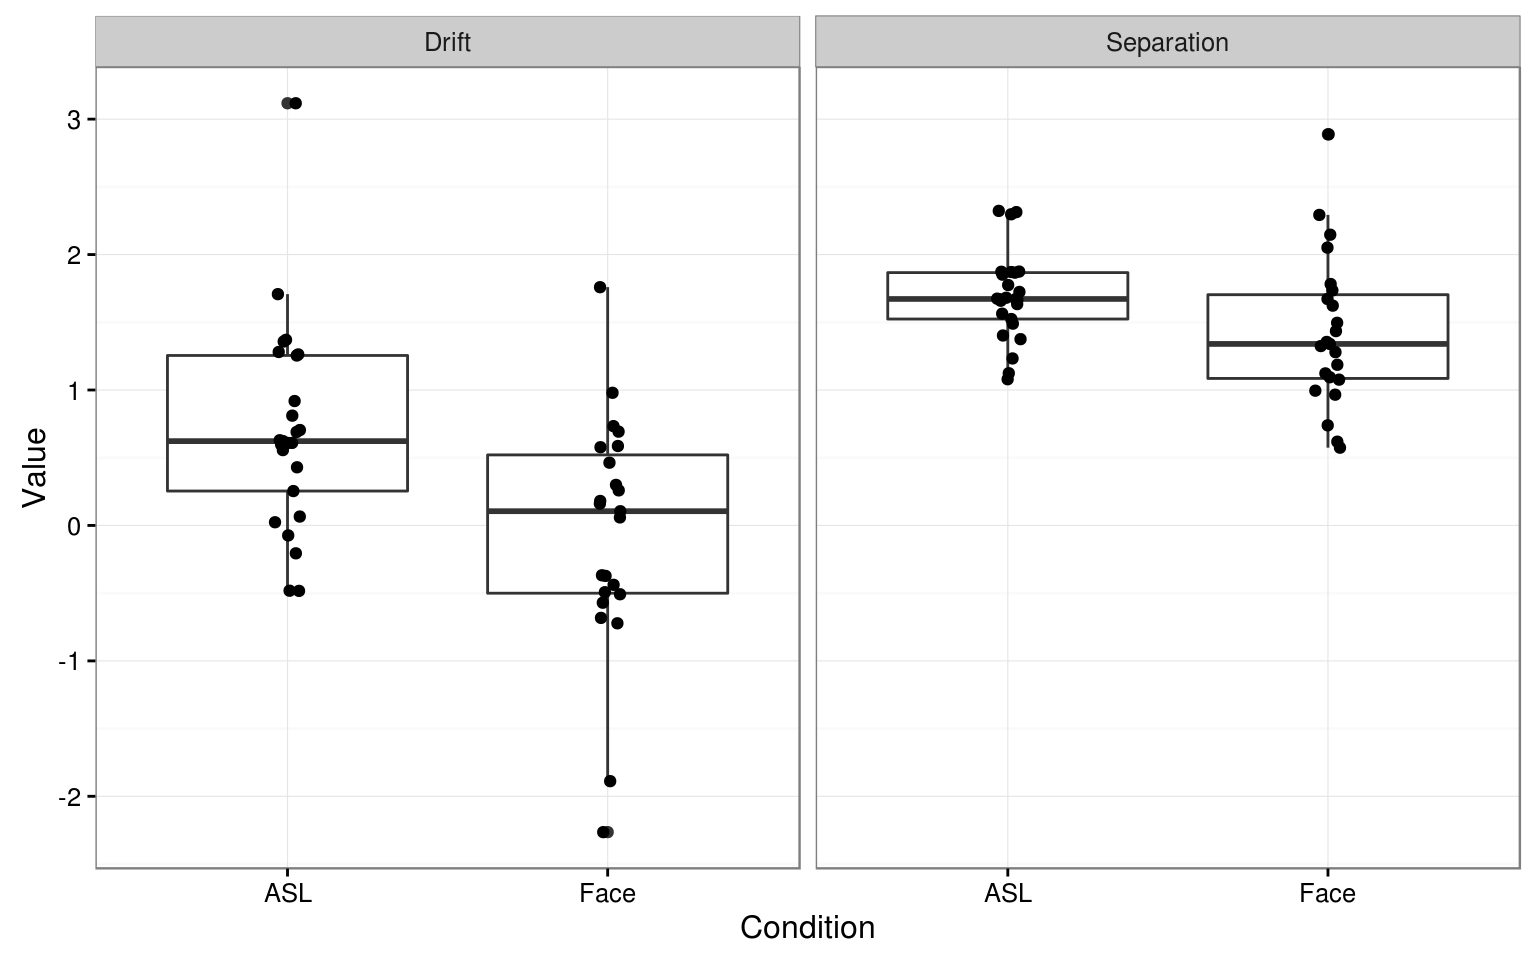 Drift
Separation
3
2
1
0
-1
-2
Value
ASL
Face
ASL
Face
Condition